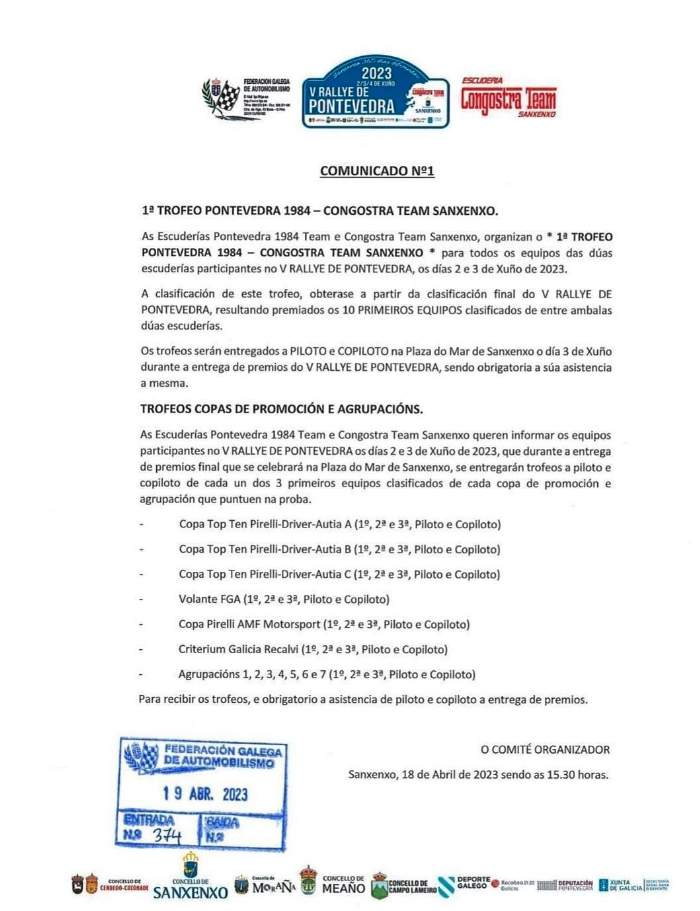 FEDERACION GALEGA
DE AUTOMOBILISMO
2023
2/3/4 DE XUÑO
V RALLYE DE
PONTEVEDRA
CONGOSTRA TEAM
SANXENXO
ESCUDERIA
Congostra Team
SANXENXO
COMUNICADO Nº1
1ª TROFEO PONTEVEDRA 1984 – CONGOSTRA TEAM SANXENXO.
As Escuderías Pontevedra 1984 Team e Congostra Team Sanxenxo, organizan o * 1ª TROFEO
PONTEVEDRA 1984 – CONGOSTRA TEAM SANXENXO * para todos os equipos das dúas
escuderías participantes no V RALLYE DE PONTEVEDRA, os días 2 e 3 de Xuño de 2023.
A clasificación de este trofeo, obterase a partir da clasificación final do V RALLYE DE
PONTEVEDRA, resultando premiados os 10 PRIMEIROS EQUIPOS clasificados de entre ambalas
dúas escuderías.
Os trofeos serán entregados a PILOTO e COPILOTO na Plaza do Mar de Sanxenxo o día 3 de Xuño
durante a entrega de premios do V RALLYE DE PONTEVEDRA, sendo obrigatoria a súa asistencia
a mesma.
TROFEOS COPAS DE PROMOCIÓN E AGRUPACIÓNS.
As Escuderías Pontevedra 1984 Team e Congostra Team Sanxenxo queren informar os equipos
participantes no V RALLYE DE PONTEVEDRA os días 2 e 3 de Xuño de 2023, que durante a entrega
de premios final que se celebrará na Plaza do Mar de Sanxenxo, se entregarán trofeos a piloto e
copiloto de cada un dos 3 primeiros equipos clasificados de cada copa de promoción e
agrupación que puntuen na proba.
- Copa Top Ten Pirelli-Driver-Autia A (1º, 2ª e 3ª, Piloto e Copiloto)
- Copa Top Ten Pirelli-Driver-Autia B (1º, 2ª e 3ª, Piloto e Copiloto)
- Copa Top Ten Pirelli-Driver-Autia C (1º, 2ª e 3ª, Piloto e Copiloto)
- Volante FGA (1º, 2ª e 3ª, Piloto e Copiloto)
- Copa Pirelli AMF Motorsport (1º, 2ª e 3ª, Piloto e Copiloto)
- Criterium Galicia Recalvi (1º, 2ª e 3ª, Piloto e Copiloto)
- Agrupacións 1, 2, 3, 4, 5, 6 e 7 (1º, 2ª e 3ª, Piloto e Copiloto)
Para recibir os trofeos, e obrigatorio a asistencia de piloto e copiloto a entrega de premios.
O COMITÉ ORGANIZADOR
Sanxenxo, 18 de Abril de 2023 sendo as 15.30 horas.
FEDERACIÓN GALEGA
DE AUTOMOBILISMO
19 ABR. 2023
ENTRADA
N.º 374
SAIDA
N.º
CONCELLO DE
CERDEDO-COTOBADE
CONCELLO DE
SANXENXO
Concello de
MORAÑA
CONCELLO DE
MEAÑO
CONCELLO DE
CAMPO LAMEIRO
DEPORTE
GALEGO
Xacobeo 21·22
Galicia
DEPUTACIÓN
PONTEVEDRA
XUNTA
DE GALICIA